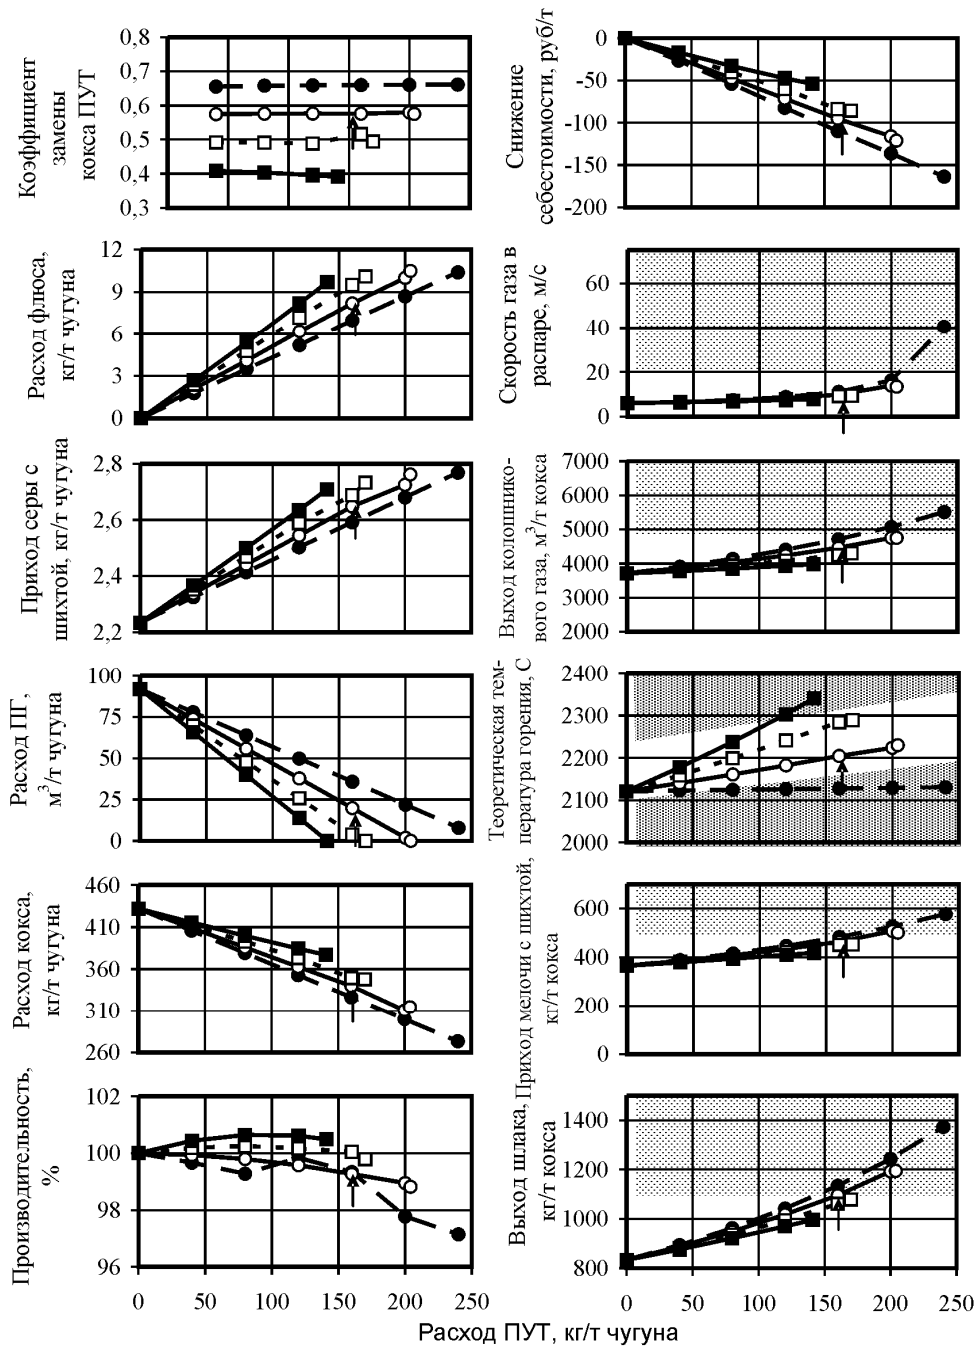 Коэффициент
замены
кокса ПУТ
0,8
0,7
0,6
0,5
0,4
0,3
Расход флюса,
кг/т чугуна
12
9
6
3
0
Приход серы с
шихтой, кг/т чугуна
2,8
2,6
2,4
2,2
Расход ПГ,
м³/т чугуна
100
75
50
25
0
Расход кокса,
кг/т чугуна
460
410
360
310
260
Производительность,
%
102
100
98
96
0
50
100
150
200
250
Снижение
себестоимости, руб/т
0
-50
-100
-150
-200
Скорость газа в
распаре, м/с
60
40
20
0
Выход колошнико-
вого газа, м³/т кокса
7000
6000
5000
4000
3000
2000
Теоретическая тем-
пература горения, С
2400
2300
2200
2100
2000
Приход мелочи с шихтой,
кг/т кокса
600
400
200
0
Выход шлака,
кг/т кокса
1400
1200
1000
800
0
50
100
150
200
250
Расход ПУТ, кг/т чугуна